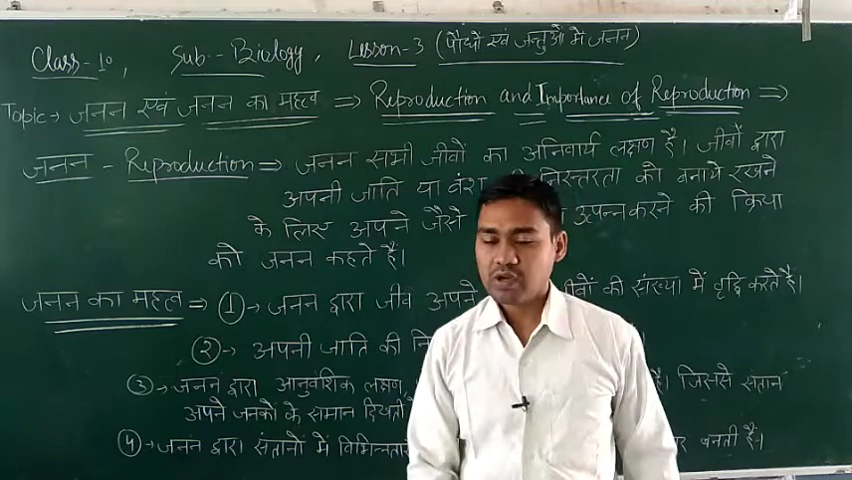 Class-10, Sub:- Biology, Lesson-3 (पौधों एवं जन्तुओं में जनन)
Topic→ जनन एवं जनन का महत्व ⇒ Reproduction and Importance of Reproduction ⇒
जनन - Reproduction ⇒ जनन सभी जीवों का अनिवार्य लक्षण है। जीवों द्वारा
अपनी जाति या वंश निरन्तरता को बनाये रखने
के लिए अपने जैसे उत्पन्न करने की क्रिया
को जनन कहते हैं।
जनन का महत्व ⇒ ①→ जनन द्वारा जीव अपने जीवों की संख्या में वृद्धि करते है।
②→ अपनी जाति की
③→ जनन द्वारा आनुवंशिक लक्षण, है। जिससे संतान
अपने जनकों के समान दिखती
④→ जनन द्वारा संतानों में बनती है।